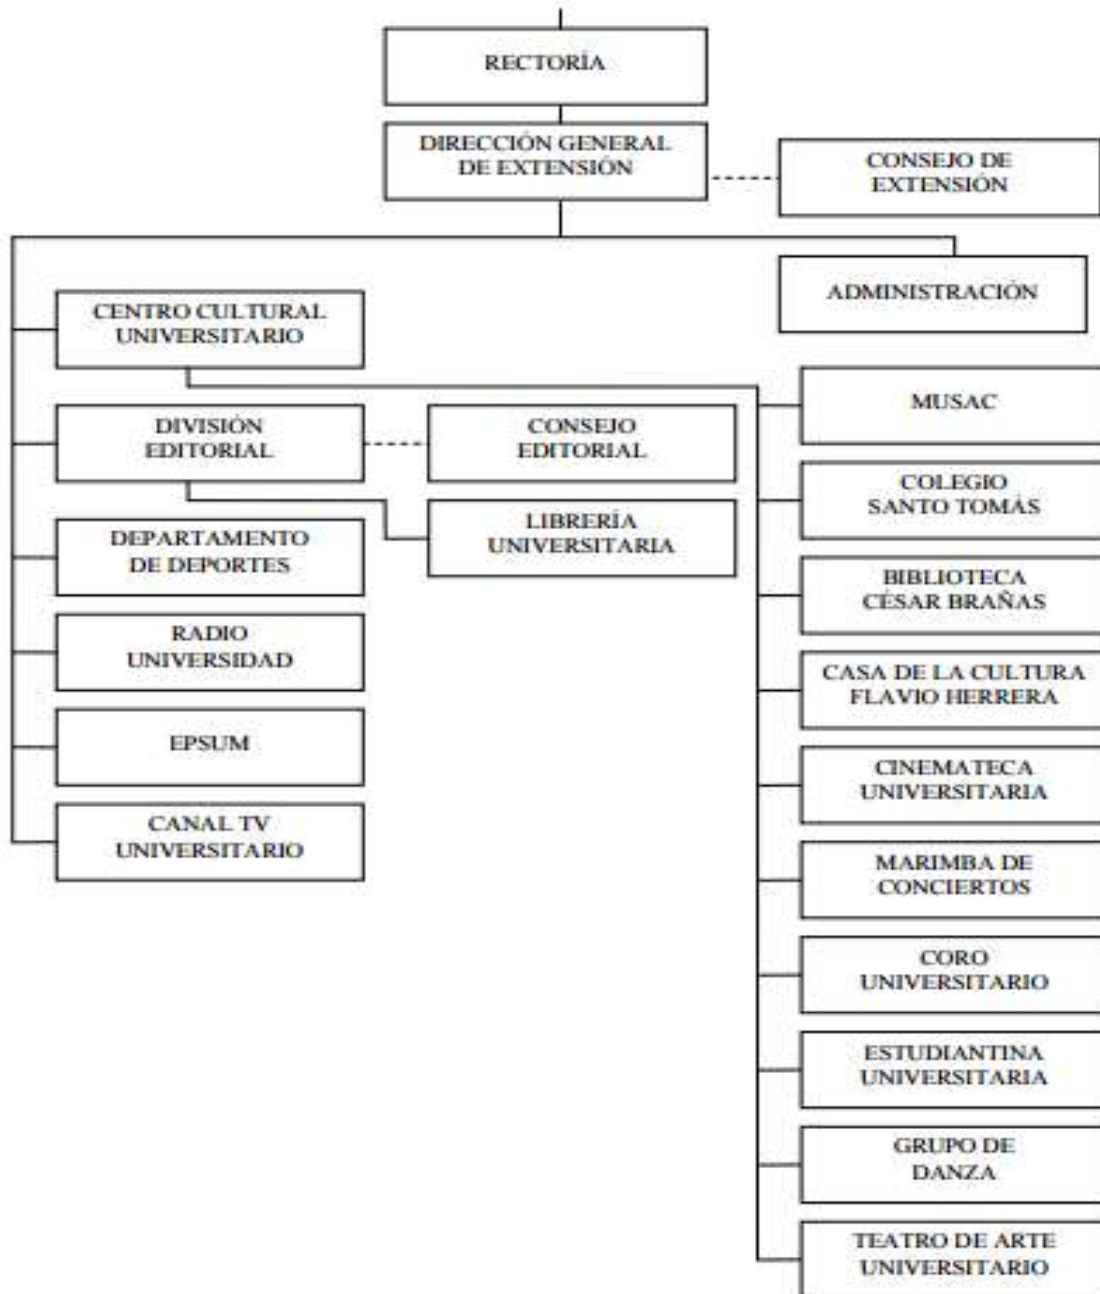 RECTORÍA
DIRECCIÓN GENERAL
DE EXTENSIÓN
CONSEJO DE
EXTENSIÓN
ADMINISTRACIÓN
CENTRO CULTURAL
UNIVERSITARIO
DIVISIÓN
EDITORIAL
CONSEJO
EDITORIAL
LIBRERÍA
UNIVERSITARIA
DEPARTAMENTO
DE DEPORTES
RADIO
UNIVERSIDAD
EPSUM
CANAL TV
UNIVERSITARIO
MUSAC
COLEGIO
SANTO TOMÁS
BIBLIOTECA
CÉSAR BRAÑAS
CASA DE LA CULTURA
FLAVIO HERRERA
CINEMATECA
UNIVERSITARIA
MARIMBA DE
CONCIERTOS
CORO
UNIVERSITARIO
ESTUDIANTINA
UNIVERSITARIA
GRUPO DE
DANZA
TEATRO DE ARTE
UNIVERSITARIO